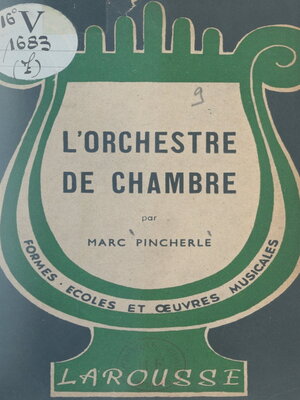 16° V
1683
(7)
9
L'ORCHESTRE
DE CHAMBRE
par
MARC PINCHERLE
FORMES · ECOLES ET ŒUVRES MUSICALES
LAROUSSE